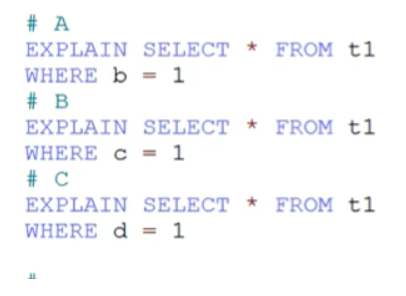 # A
EXPLAIN SELECT * FROM t1
WHERE b = 1
# B
EXPLAIN SELECT * FROM t1
WHERE c = 1
# C
EXPLAIN SELECT * FROM t1
WHERE d = 1
#